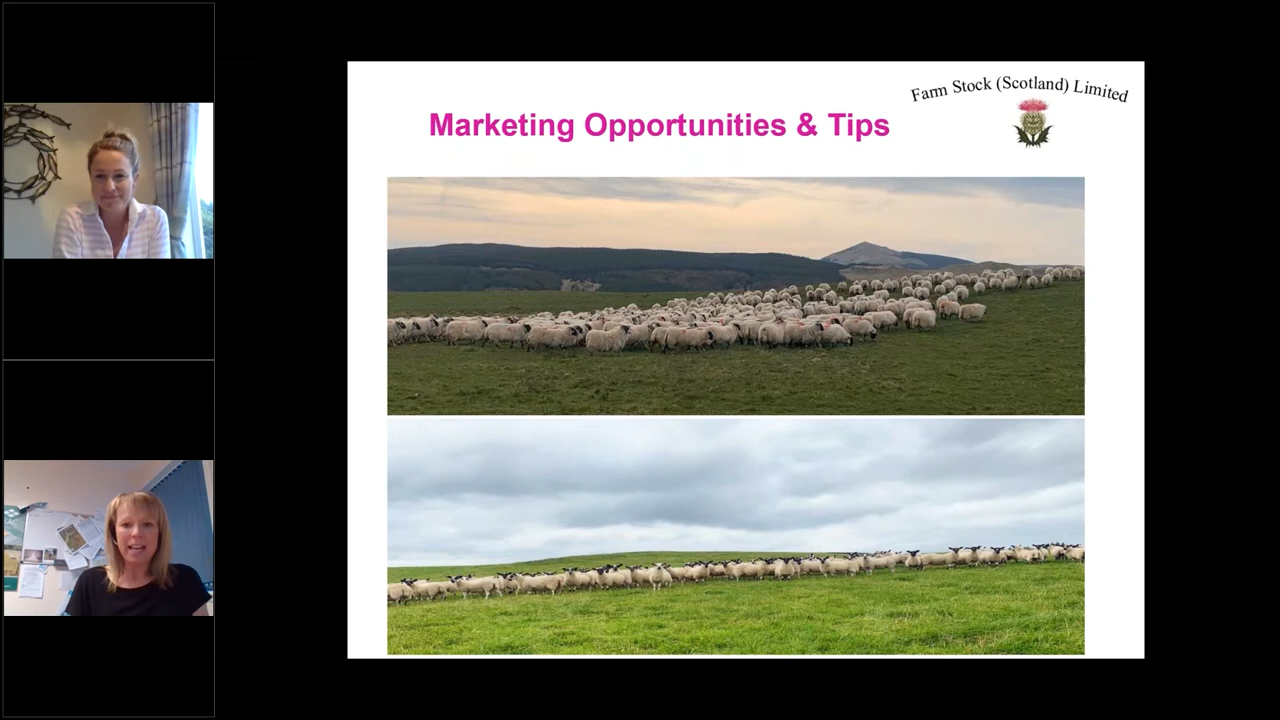 Farm Stock (Scotland) Limited
Marketing Opportunities & Tips